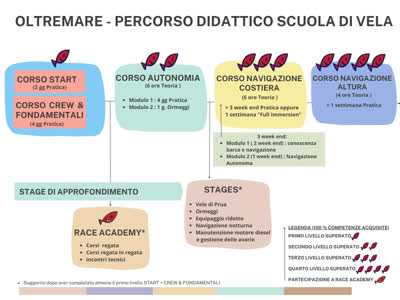 OLTREMARE - PERCORSO DIDATTICO SCUOLA DI VELA
CORSO START
(2 gg Pratica)
CORSO CREW &
FONDAMENTALI
(4 gg Pratica)
CORSO AUTONOMIA
(6 ore Teoria )
Modulo 1 : 4 gg Pratica
Modulo 2 : 1 g. Ormeggi
CORSO NAVIGAZIONE
COSTIERA
(6 ore Teoria )
+ 3 week end Pratica oppure
1 settimana "Full immersion"
3 week end:
Modulo 1 ( 2 week end) : conoscenza
barca e navigazione
Modulo 2 (1 week end) : Navigazione
Autonoma
CORSO NAVIGAZIONE
ALTURA
(4 ore Teoria )
+ 1 settimana Pratica
STAGE DI APPROFONDIMENTO
RACE ACADEMY*
Corsi regata
Corsi regata in regata
incontri tecnici
STAGES*
Vele di Prua
Ormeggi
Equipaggio ridotto
Navigazione notturna
Manutenzione motore diesel
e gestione delle avarie
LEGENDA (100 % COMPETENZE ACQUISITE)
PRIMO LIVELLO SUPERATO
SECONDO LIVELLO SUPERATO
TERZO LIVELLO SUPERATO
QUARTO LIVELLO SUPERATO
PARTECIPAZIONE A RACE ACADEMY
Suggerito dopo aver completato almeno il primo livello START + CREW & FONDAMENTALI